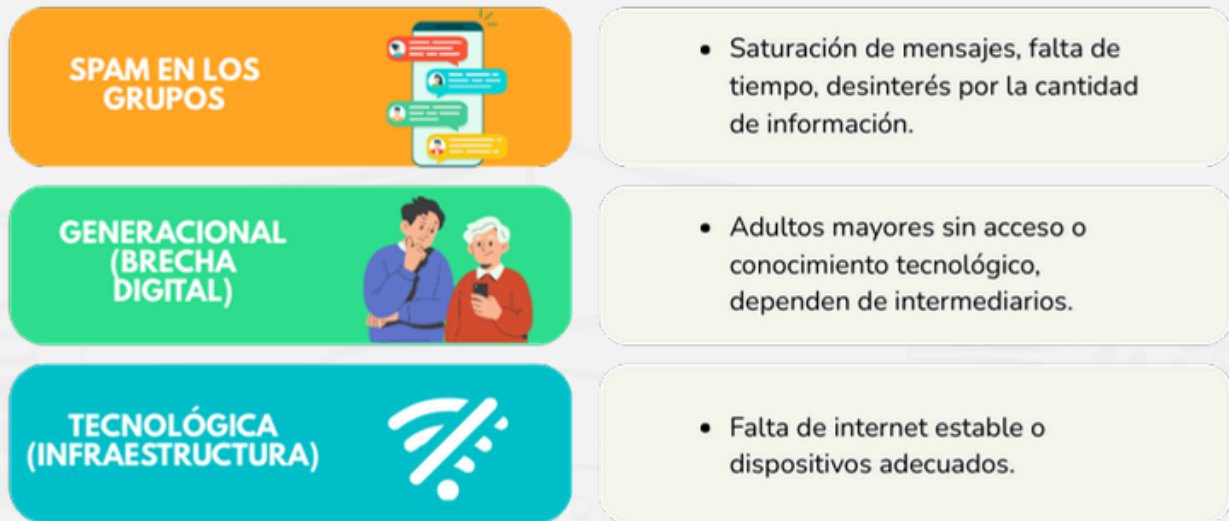 SPAM EN LOS
GRUPOS
• Saturación de mensajes, falta de
tiempo, desinterés por la cantidad
de información.
GENERACIONAL
(BRECHA
DIGITAL)
• Adultos mayores sin acceso o
conocimiento tecnológico,
dependen de intermediarios.
TECNOLÓGICA
(INFRAESTRUCTURA)
• Falta de internet estable o
dispositivos adecuados.